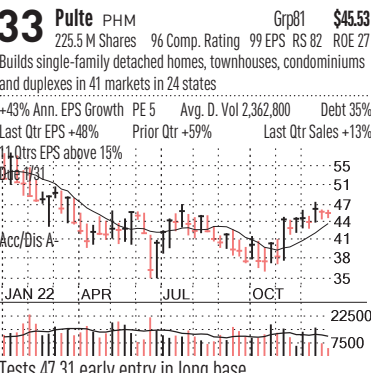 33 Pulte PHM Grp81 $45.53
225.5 M Shares 96 Comp. Rating 99 EPS RS 82 ROE 27
Builds single-family detached homes, townhouses, condominiums
and duplexes in 41 markets in 24 states
+43% Ann. EPS Growth PE 5 Avg. D. Vol 2,362,800 Debt 35%
Last Qtr EPS +48% Prior Qtr +59% Last Qtr Sales +13%
11 Qtrs EPS above 15%
Due 1/31
55
51
47
44
Acc/Dis A-
41
38
35
JAN 22 APR JUL OCT
22500
7500
Tests 47.31 early entry in long base